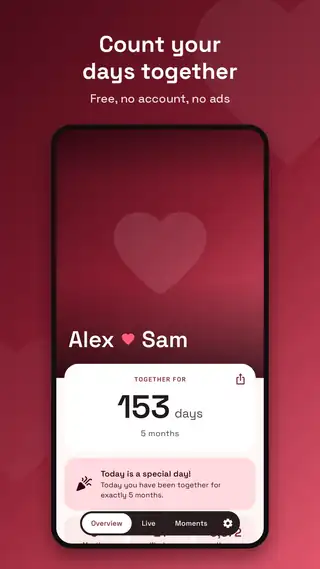 Count your
days together
Free, no account, no ads
Alex Sam
TOGETHER FOR
153 days
5 months
Today is a special day!
Today you have been together for
exactly 5 months.
Overview Live Moments